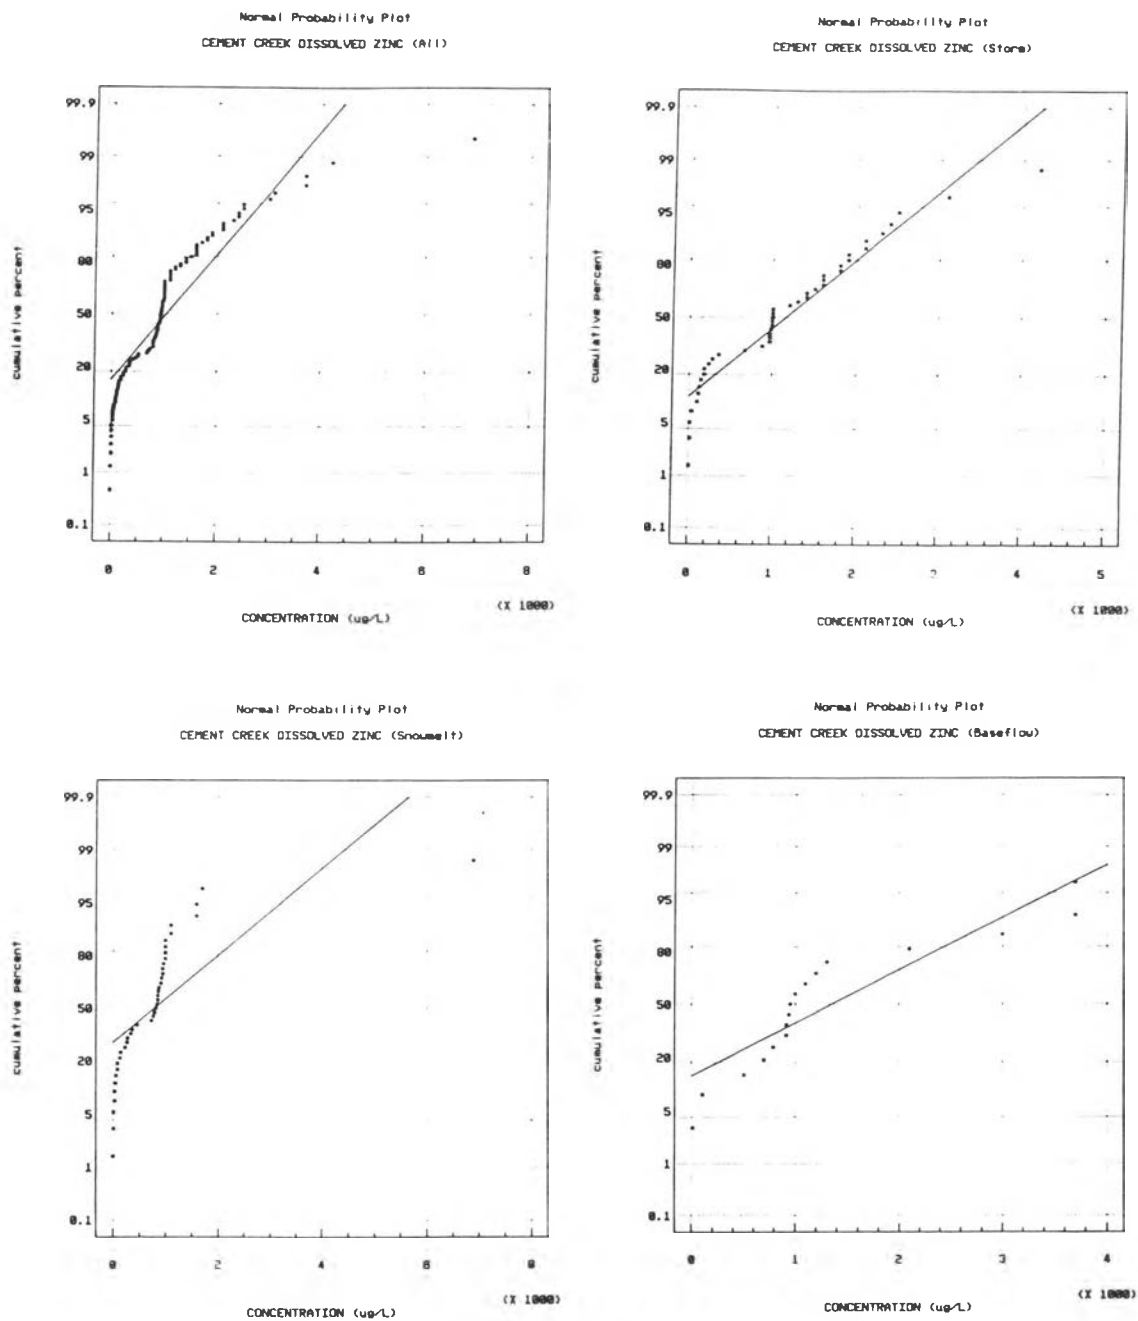 Normal Probability Plot
CEMENT CREEK DISSOLVED ZINC (All)
99.9
99
95
80
50
20
5
1
0.1
cumulative percent
0
2
4
6
8
(X 1000)
CONCENTRATION (ug/L)
Normal Probability Plot
CEMENT CREEK DISSOLVED ZINC (Storm)
99.9
99
95
80
50
20
5
1
0.1
cumulative percent
0
1
2
3
4
5
(X 1000)
CONCENTRATION (ug/L)
Normal Probability Plot
CEMENT CREEK DISSOLVED ZINC (Snowmelt)
99.9
99
95
80
50
20
5
1
0.1
cumulative percent
0
2
4
6
8
(X 1000)
CONCENTRATION (ug/L)
Normal Probability Plot
CEMENT CREEK DISSOLVED ZINC (Baseflow)
99.9
99
95
80
50
20
5
1
0.1
cumulative percent
0
1
2
3
4
(X 1000)
CONCENTRATION (ug/L)